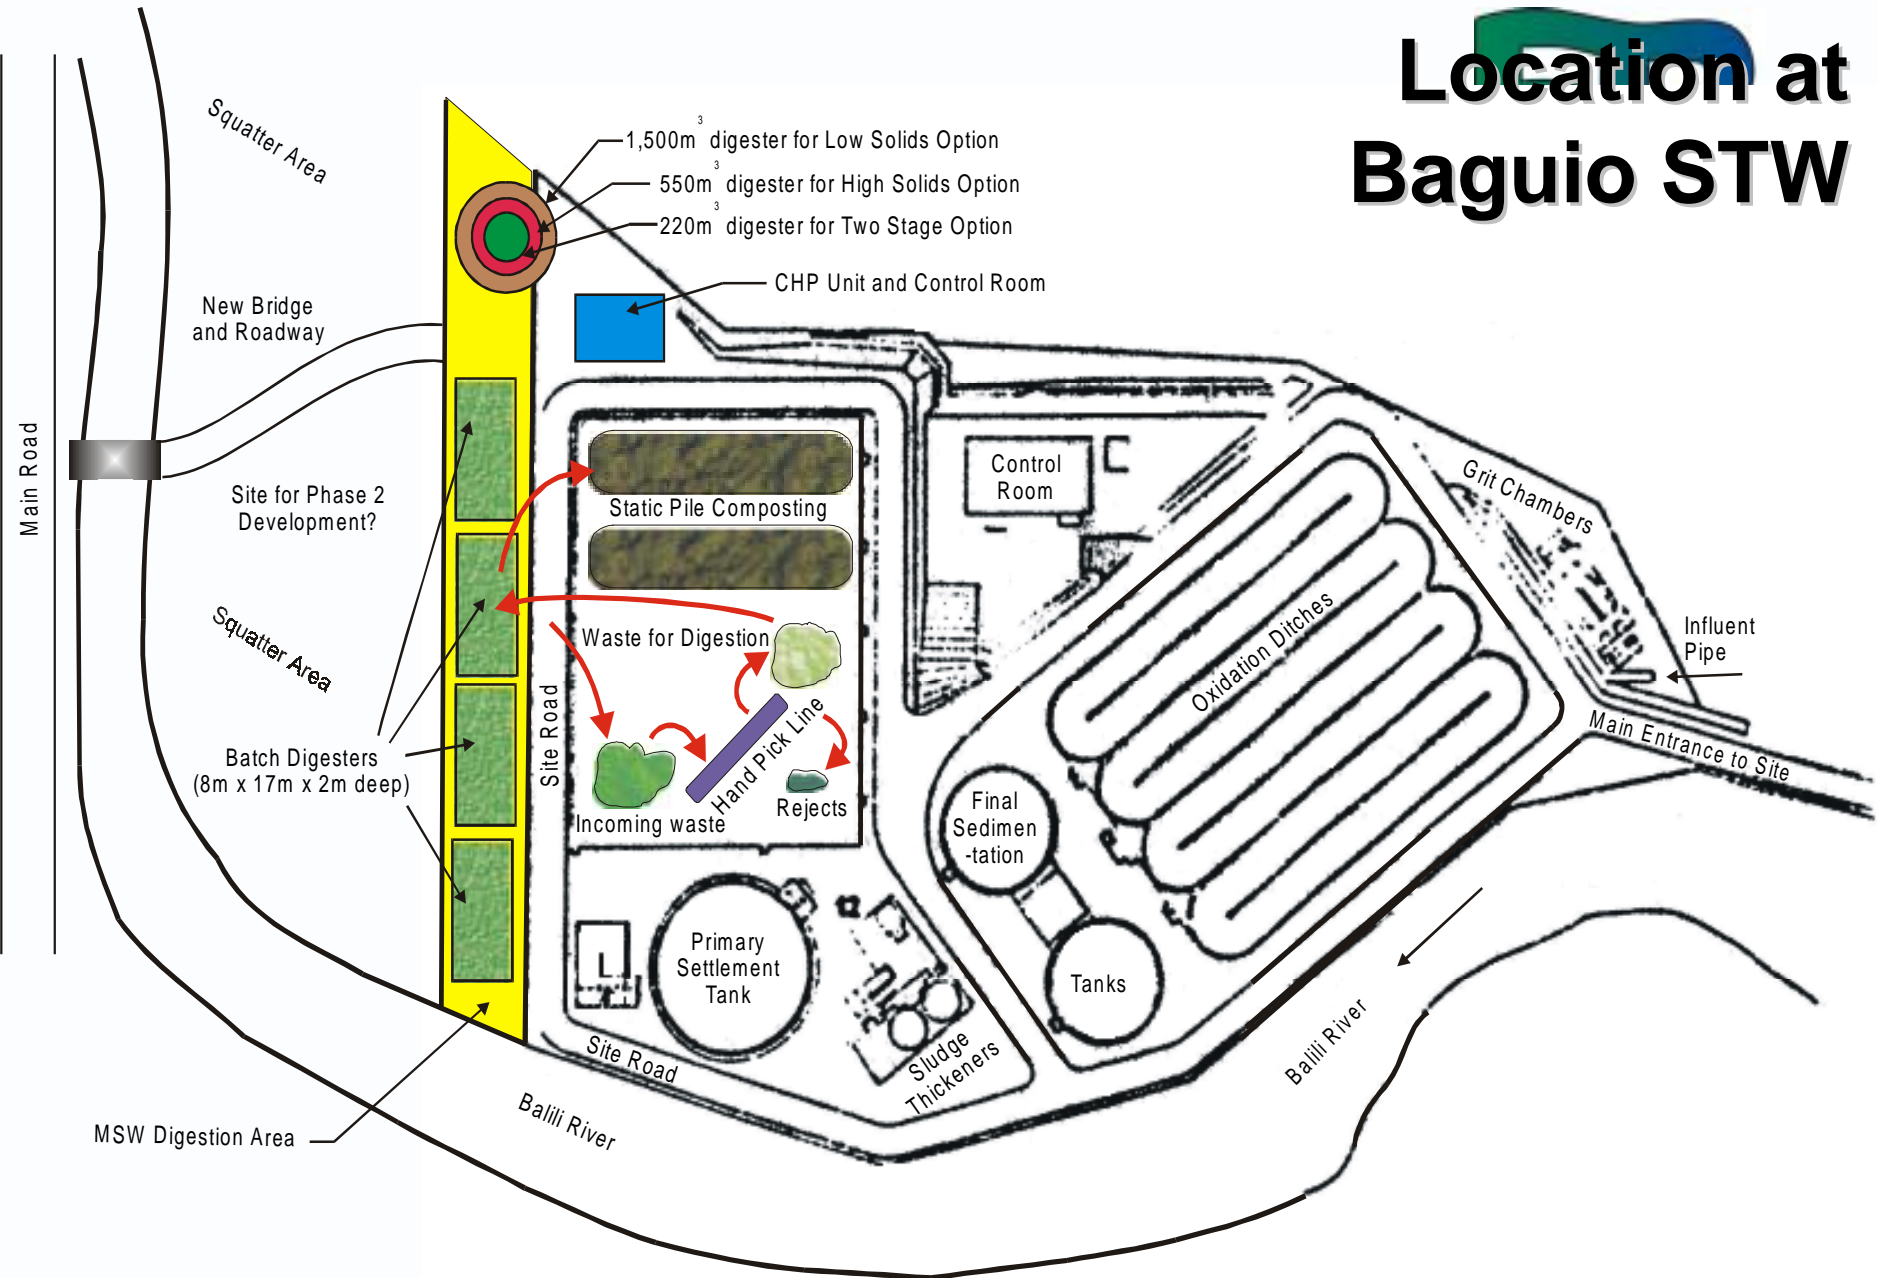 Location at
Baguio STW
Squatter Area
1,500m³ digester for Low Solids Option
550m³ digester for High Solids Option
220m³ digester for Two Stage Option
CHP Unit and Control Room
New Bridge
and Roadway
Main Road
Site for Phase 2
Development?
Static Pile Composting
Control
Room
Grit Chambers
Squatter Area
Waste for Digestion
Oxidation Ditches
Influent
Pipe
Main Entrance to Site
Site Road
Batch Digesters
(8m x 17m x 2m deep)
Hand Pick Line
Incoming waste
Rejects
Final
Sedimen
-tation
Primary
Settlement
Tank
Tanks
Site Road
Sludge
Thickeners
Balili River
Balili River
MSW Digestion Area